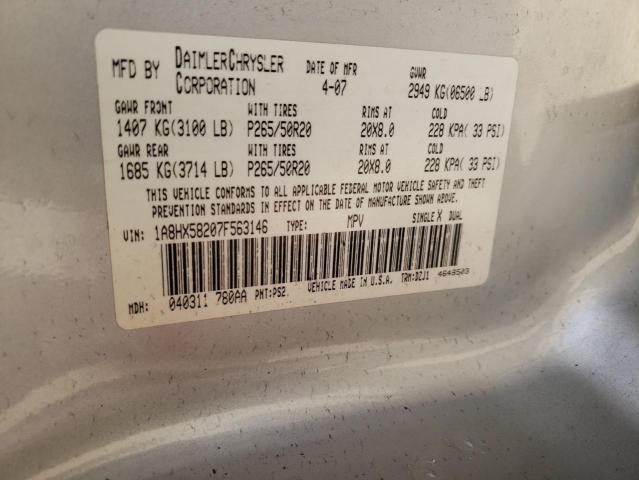 MFD BY DAIMLERCHRYSLER CORPORATION DATE OF MFR 4-07 GVWR 2949 KG(06500 LB)
GAWR FRONT WITH TIRES RIMS AT COLD
1407 KG(3100 LB) P265/50R20 20X8.0 228 KPA( 33 PSI)
GAWR REAR WITH TIRES RIMS AT COLD
1685 KG(3714 LB) P265/50R20 20X8.0 228 KPA( 33 PSI)
THIS VEHICLE CONFORMS TO ALL APPLICABLE FEDERAL MOTOR VEHICLE SAFETY AND THEFT
PREVENTION STANDARDS IN EFFECT ON THE DATE OF MANUFACTURE SHOWN ABOVE.
VIN: 1A8HX58207F563146 TYPE: MPV SINGLE X DUAL
MDH: 040311 780AA PNT:PS2 VEHICLE MADE IN U.S.A. TRM:DZJ1 4648503